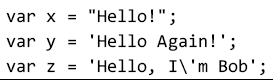 var x = "Hello!";
var y = 'Hello Again!';
var z = 'Hello, I\'m Bob';